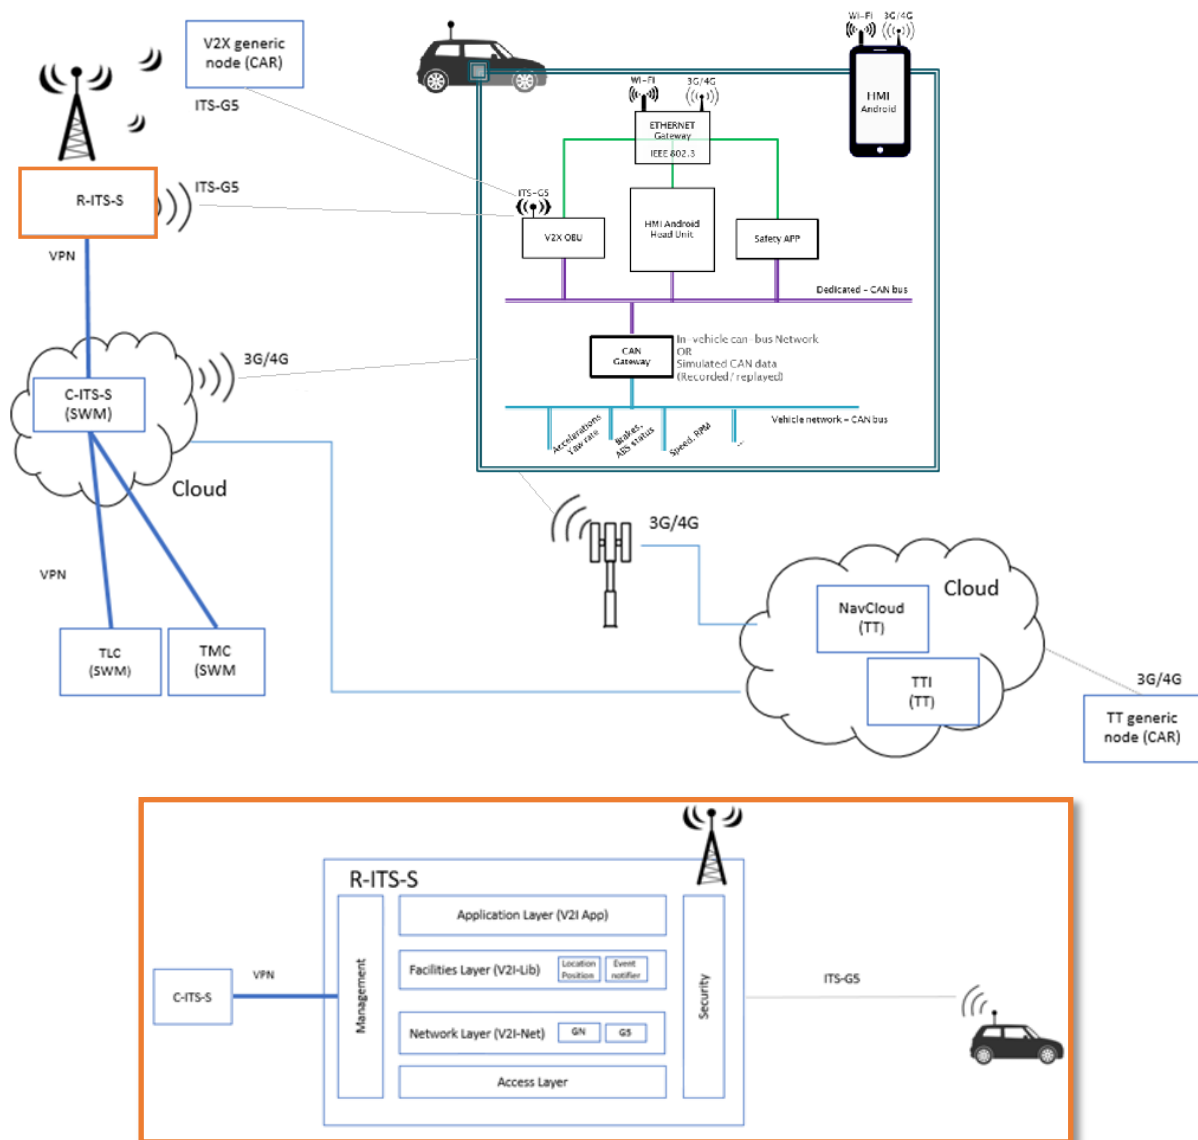 V2X generic
node (CAR)
ITS-G5
WI-FI
3G/4G
HMI
Android
WI-FI
3G/4G
ETHERNET
Gateway
IEEE 802.3
R-ITS-S
ITS-G5
ITS-G5
V2X OBU
HMI Android
Head Unit
Safety APP
VPN
Dedicated - CAN bus
CAN
Gateway
In-vehicle can-bus Network
OR
Simulated CAN data
(Recorded/ replayed)
3G/4G
C-ITS-S
(SWM)
Vehicle network - CAN bus
Accelerations
Yaw rate
Brakes,
ABS status
Speed, RPM
...
Cloud
3G/4G
VPN
Cloud
NavCloud
(TT)
TLC
(SWM)
TMC
(SWM
TTI
(TT)
3G/4G
TT generic
node (CAR)
R-ITS-S
Application Layer (V2I App)
Management
Security
Facilities Layer (V2I-Lib)
Location
Position
Event
notifier
VPN
C-ITS-S
ITS-G5
Network Layer (V2I-Net)
GN
G5
Access Layer